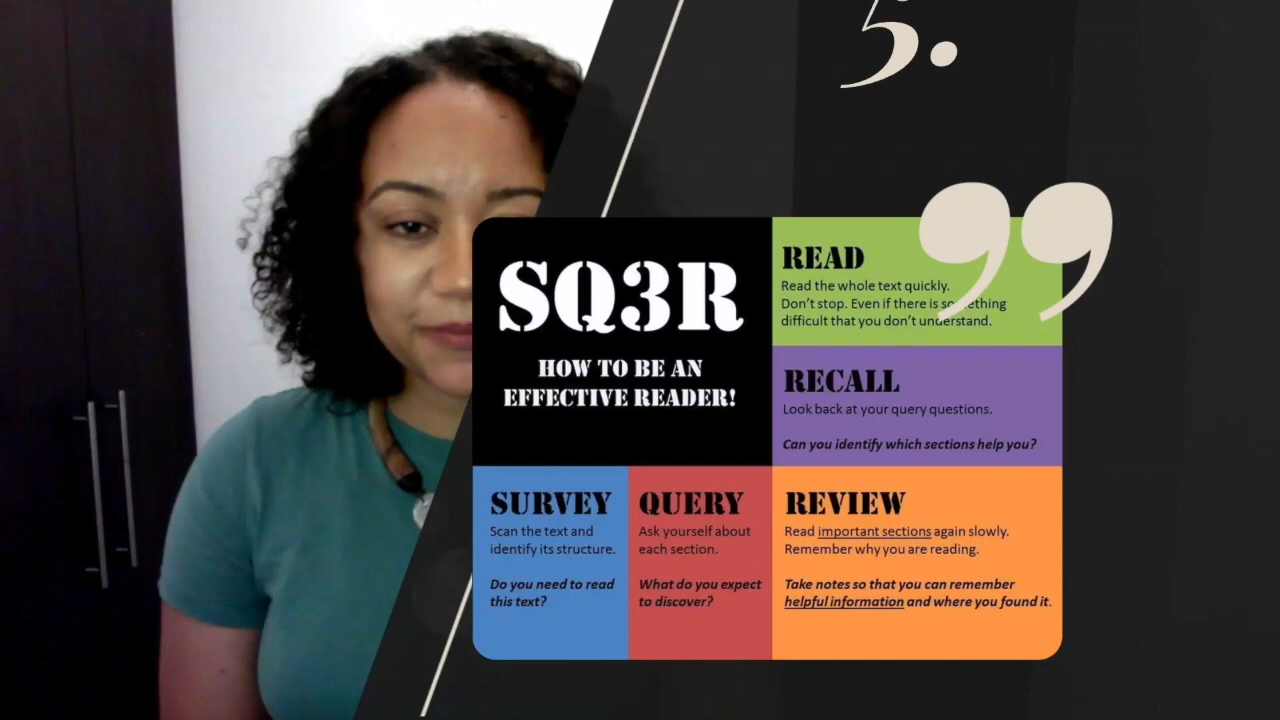 5.
”
SQ3R
HOW TO BE AN
EFFECTIVE READER!
READ
Read the whole text quickly.
Don't stop. Even if there is something
difficult that you don't understand.
RECALL
Look back at your query questions.
Can you identify which sections help you?
SURVEY
Scan the text and
identify its structure.
Do you need to read
this text?
QUERY
Ask yourself about
each section.
What do you expect
to discover?
REVIEW
Read important sections again slowly.
Remember why you are reading.
Take notes so that you can remember
helpful information and where you found it.